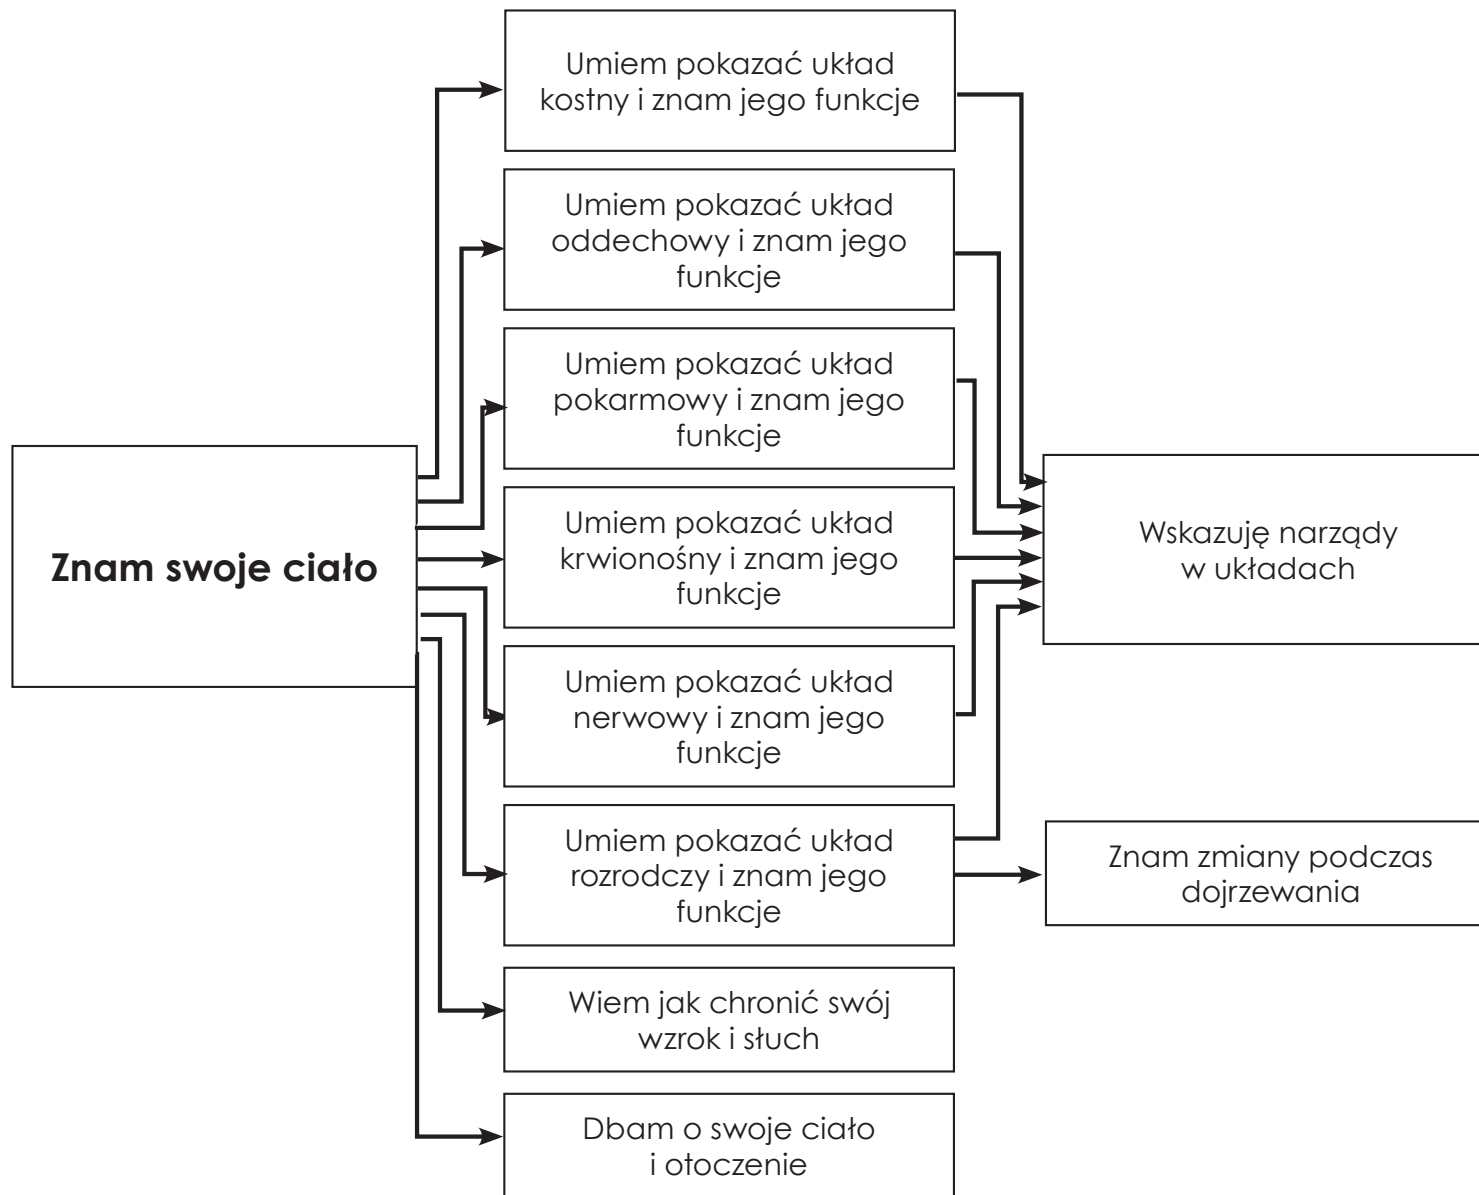 Znam swoje ciało
Umiem pokazać układ
kostny i znam jego funkcje
Umiem pokazać układ
oddechowy i znam jego
funkcje
Umiem pokazać układ
pokarmowy i znam jego
funkcje
Umiem pokazać układ
krwionośny i znam jego
funkcje
Umiem pokazać układ
nerwowy i znam jego
funkcje
Umiem pokazać układ
rozrodczy i znam jego
funkcje
Wiem jak chronić swój
wzrok i słuch
Dbam o swoje ciało
i otoczenie
Wskazuję narządy
w układach
Znam zmiany podczas
dojrzewania